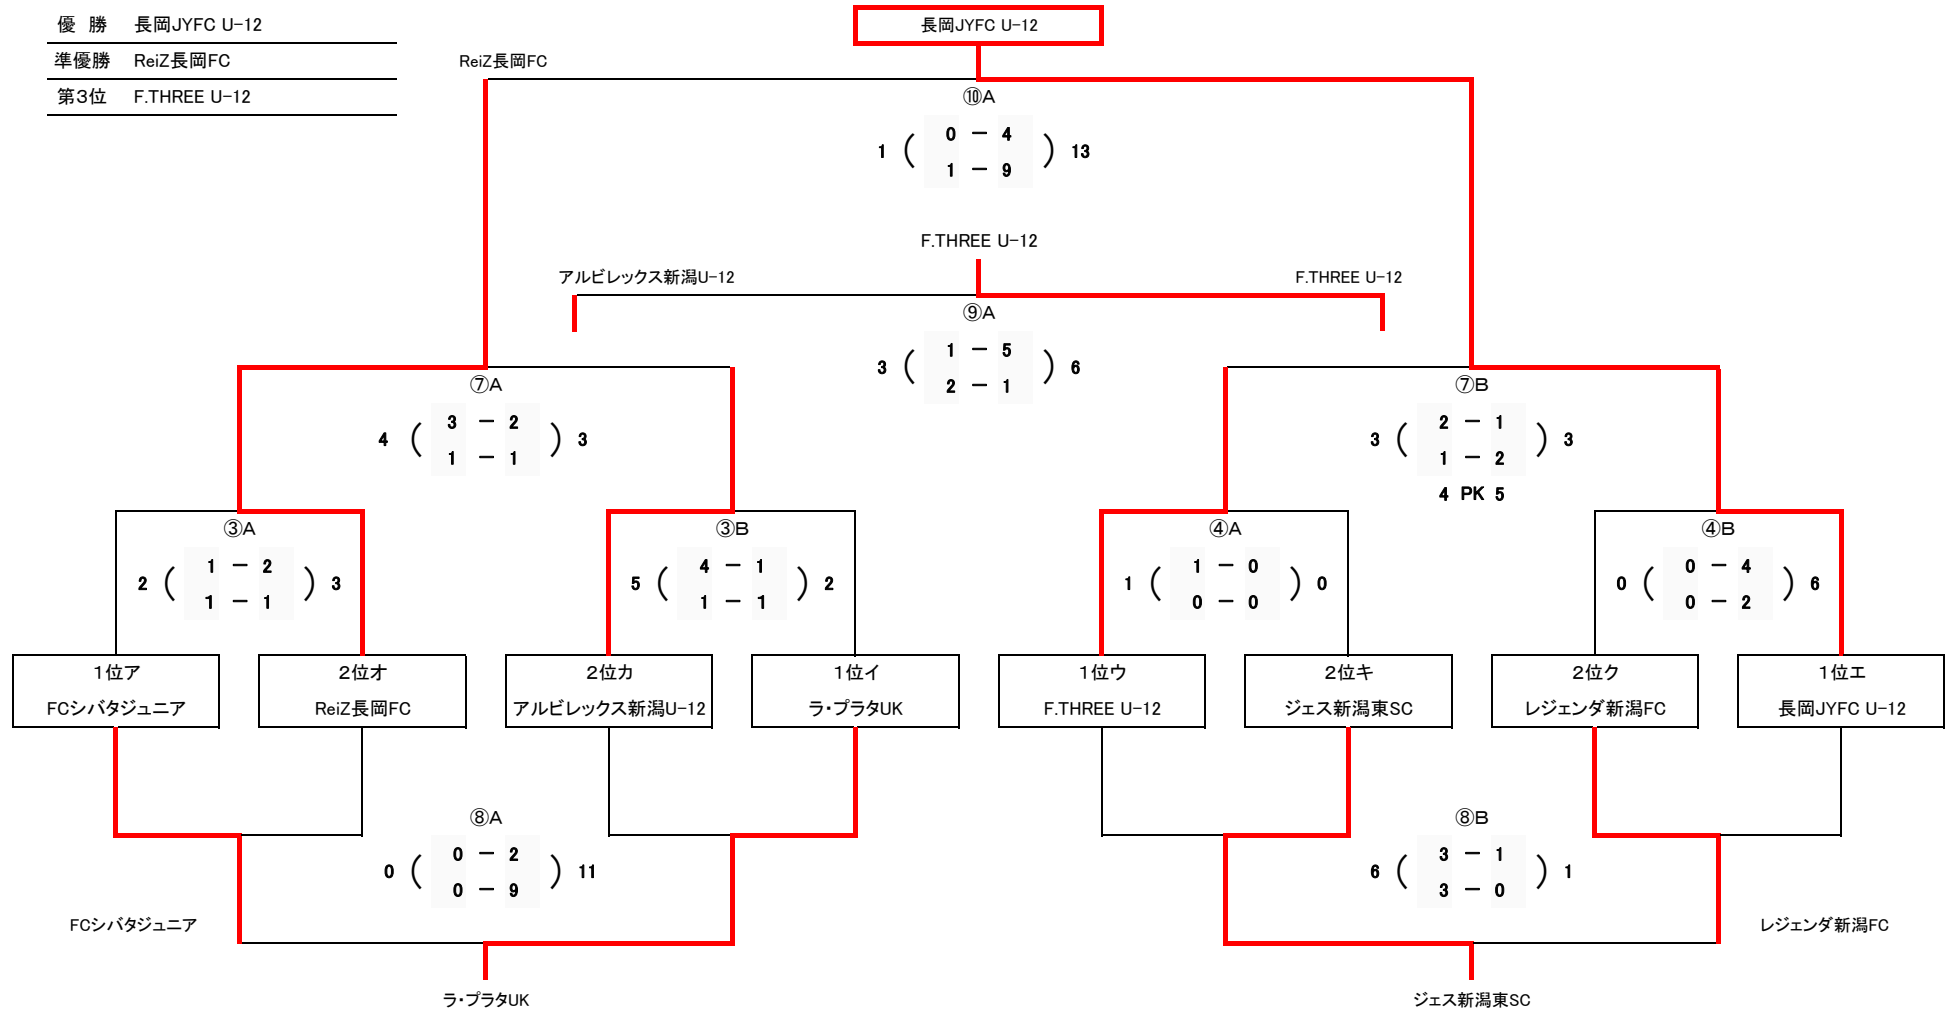 優 勝 長岡JYFC U-12
準優勝 ReiZ長岡FC
第3位 F.THREE U-12
長岡JYFC U-12
ReiZ長岡FC
⑩A
0 － 4
1 ( ) 13
1 － 9
F.THREE U-12
アルビレックス新潟U-12 F.THREE U-12
⑨A
1 － 5
3 ( ) 6
2 － 1
⑦A ⑦B
3 － 2 2 － 1
4 ( ) 3 3 ( ) 3
1 － 1 1 － 2
4 PK 5
③A ③B ④A ④B
1 － 2 4 － 1 1 － 0 0 － 4
2 ( ) 3 5 ( ) 2 1 ( ) 0 0 ( ) 6
1 － 1 1 － 1 0 － 0 0 － 2
1位ア 2位オ 2位カ 1位イ 1位ウ 2位キ 2位ク 1位エ
FCシバタジュニア ReiZ長岡FC アルビレックス新潟U-12 ラ・プラタUK F.THREE U-12 ジェス新潟東SC レジェンダ新潟FC 長岡JYFC U-12
⑧A ⑧B
0 － 2 3 － 1
0 ( ) 11 6 ( ) 1
0 － 9 3 － 0
FCシバタジュニア レジェンダ新潟FC
ラ・プラタUK ジェス新潟東SC